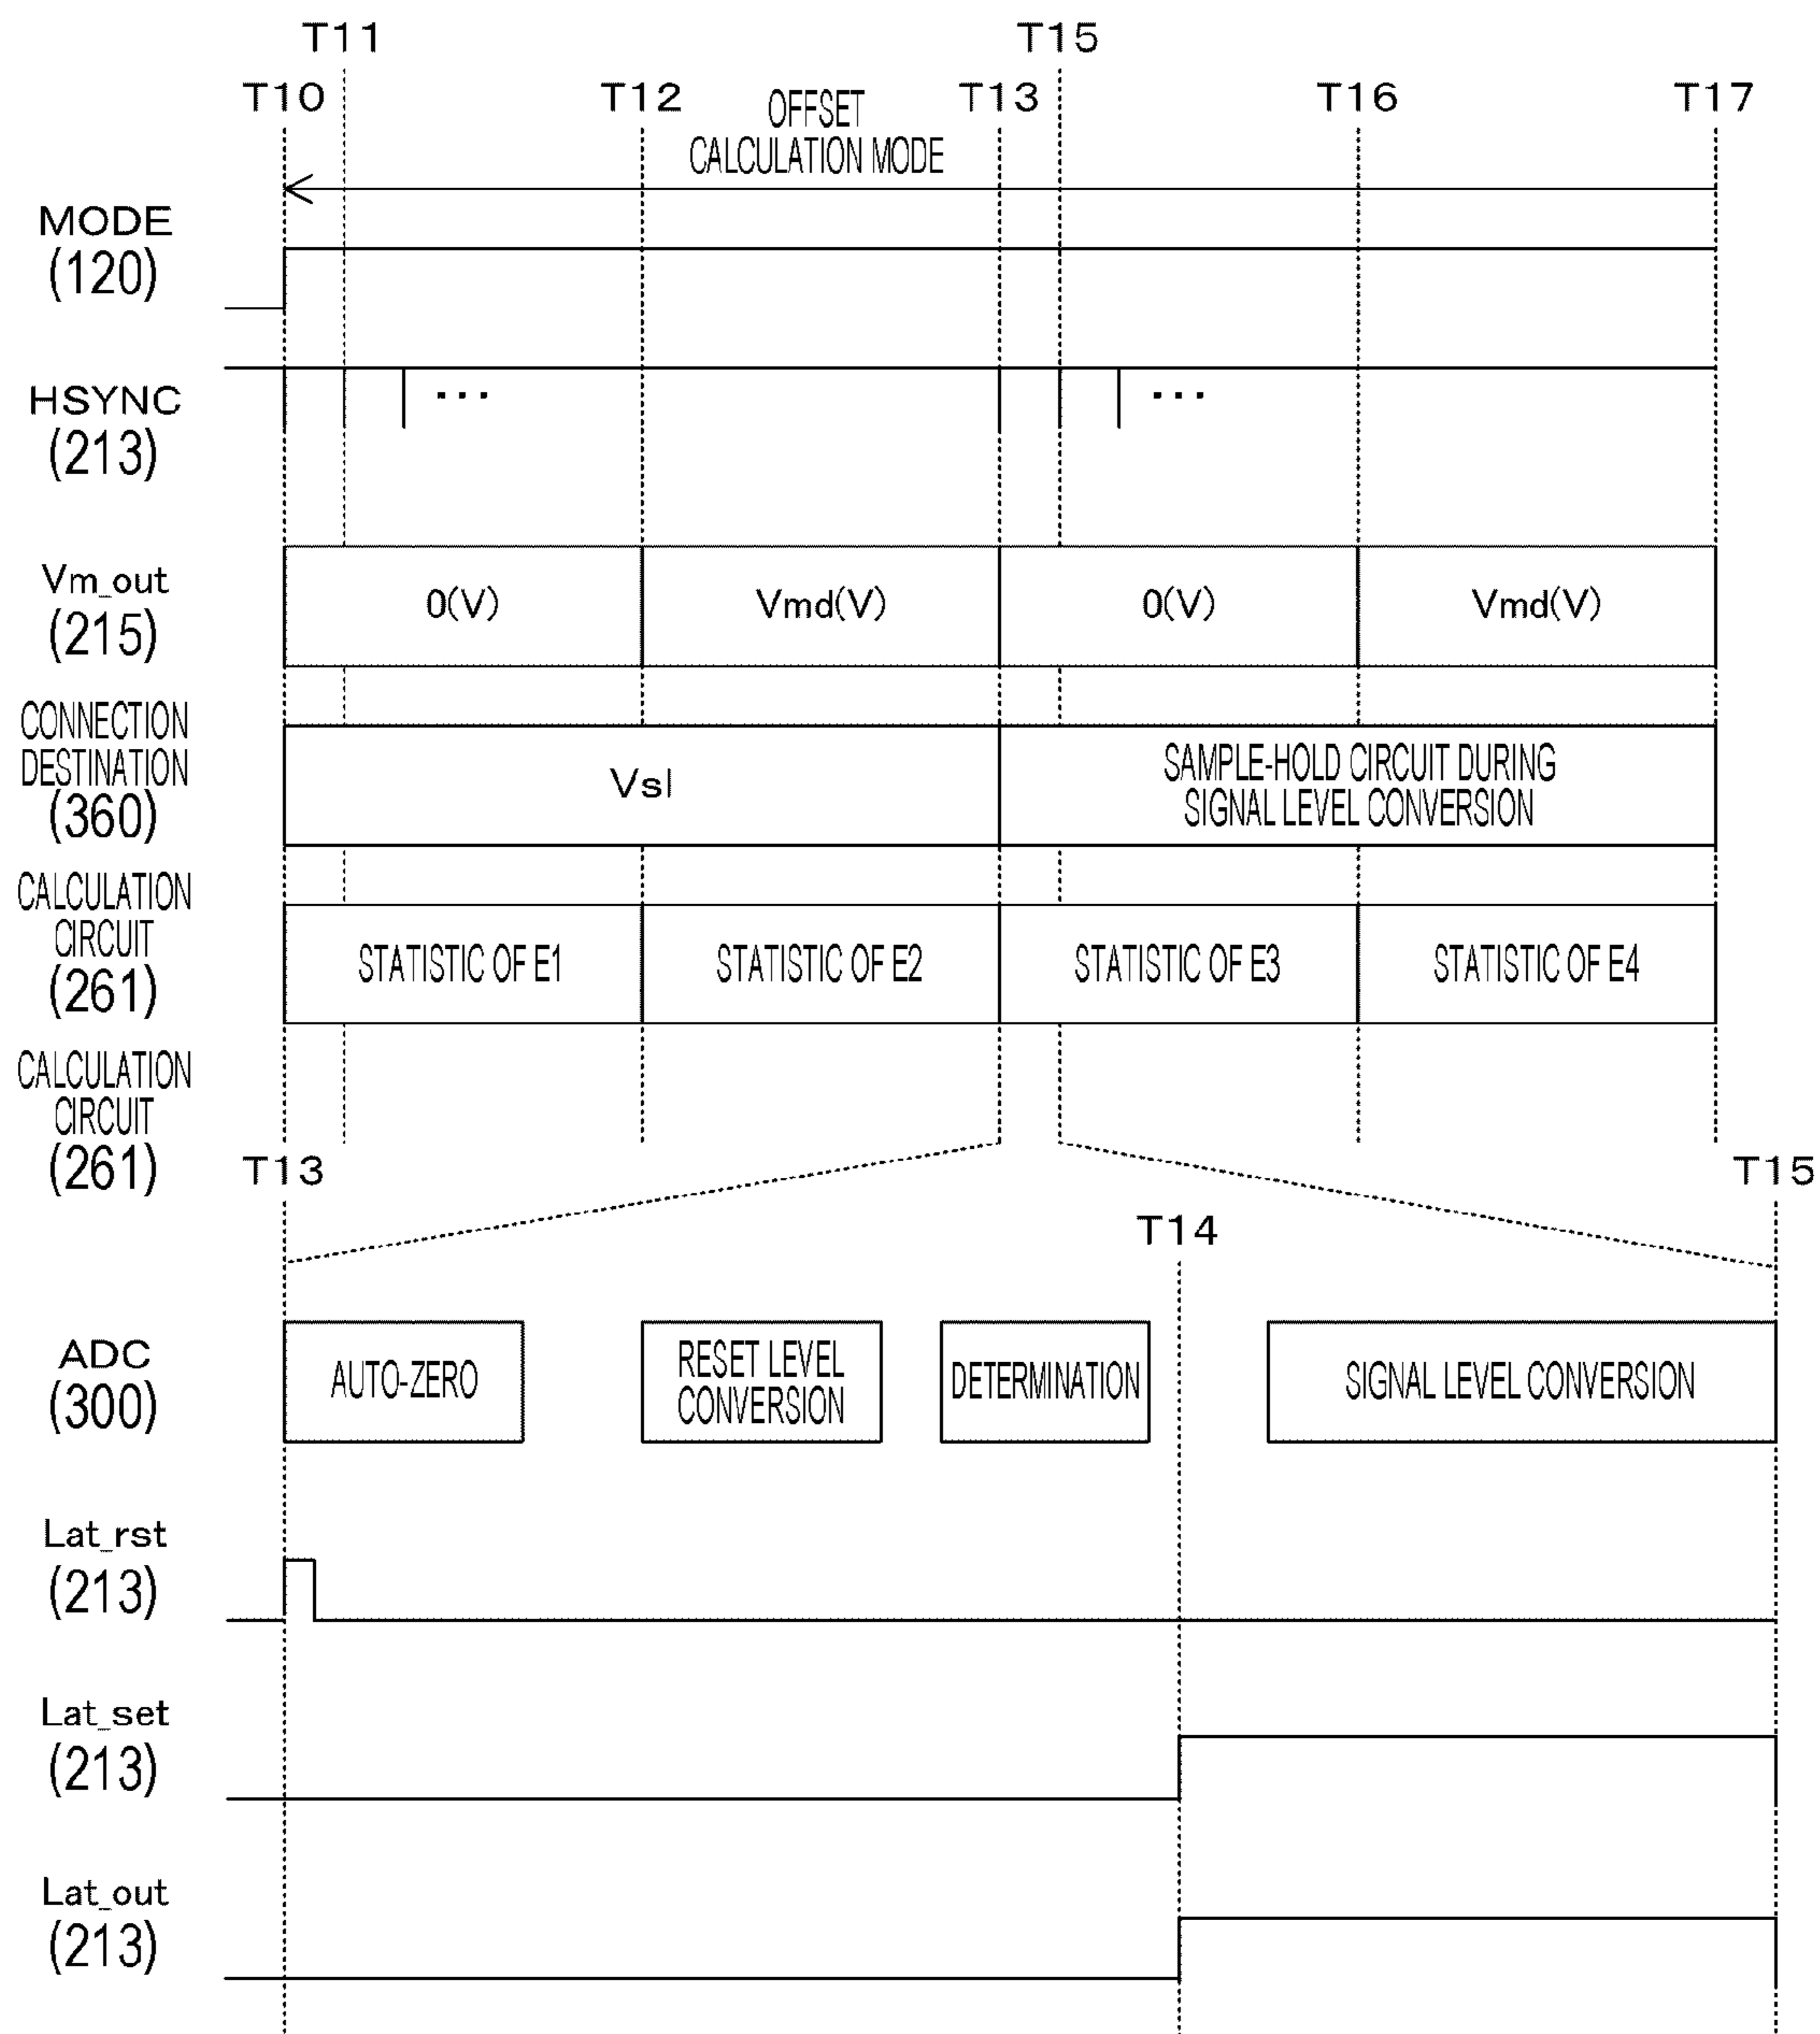 T11
T15
T10
T12
OFFSET
CALCULATION MODE
T13
T16
T17
MODE
(120)
HSYNC
(213)
...
...
Vm_out
(215)
0(V)
Vmd(V)
0(V)
Vmd(V)
CONNECTION
DESTINATION
(360)
Vsl
SAMPLE-HOLD CIRCUIT DURING
SIGNAL LEVEL CONVERSION
CALCULATION
CIRCUIT
(261)
STATISTIC OF E1
STATISTIC OF E2
STATISTIC OF E3
STATISTIC OF E4
CALCULATION
CIRCUIT
(261)
T13
T15
T14
ADC
(300)
AUTO-ZERO
RESET LEVEL
CONVERSION
DETERMINATION
SIGNAL LEVEL CONVERSION
Lat_rst
(213)
Lat_set
(213)
Lat_out
(213)